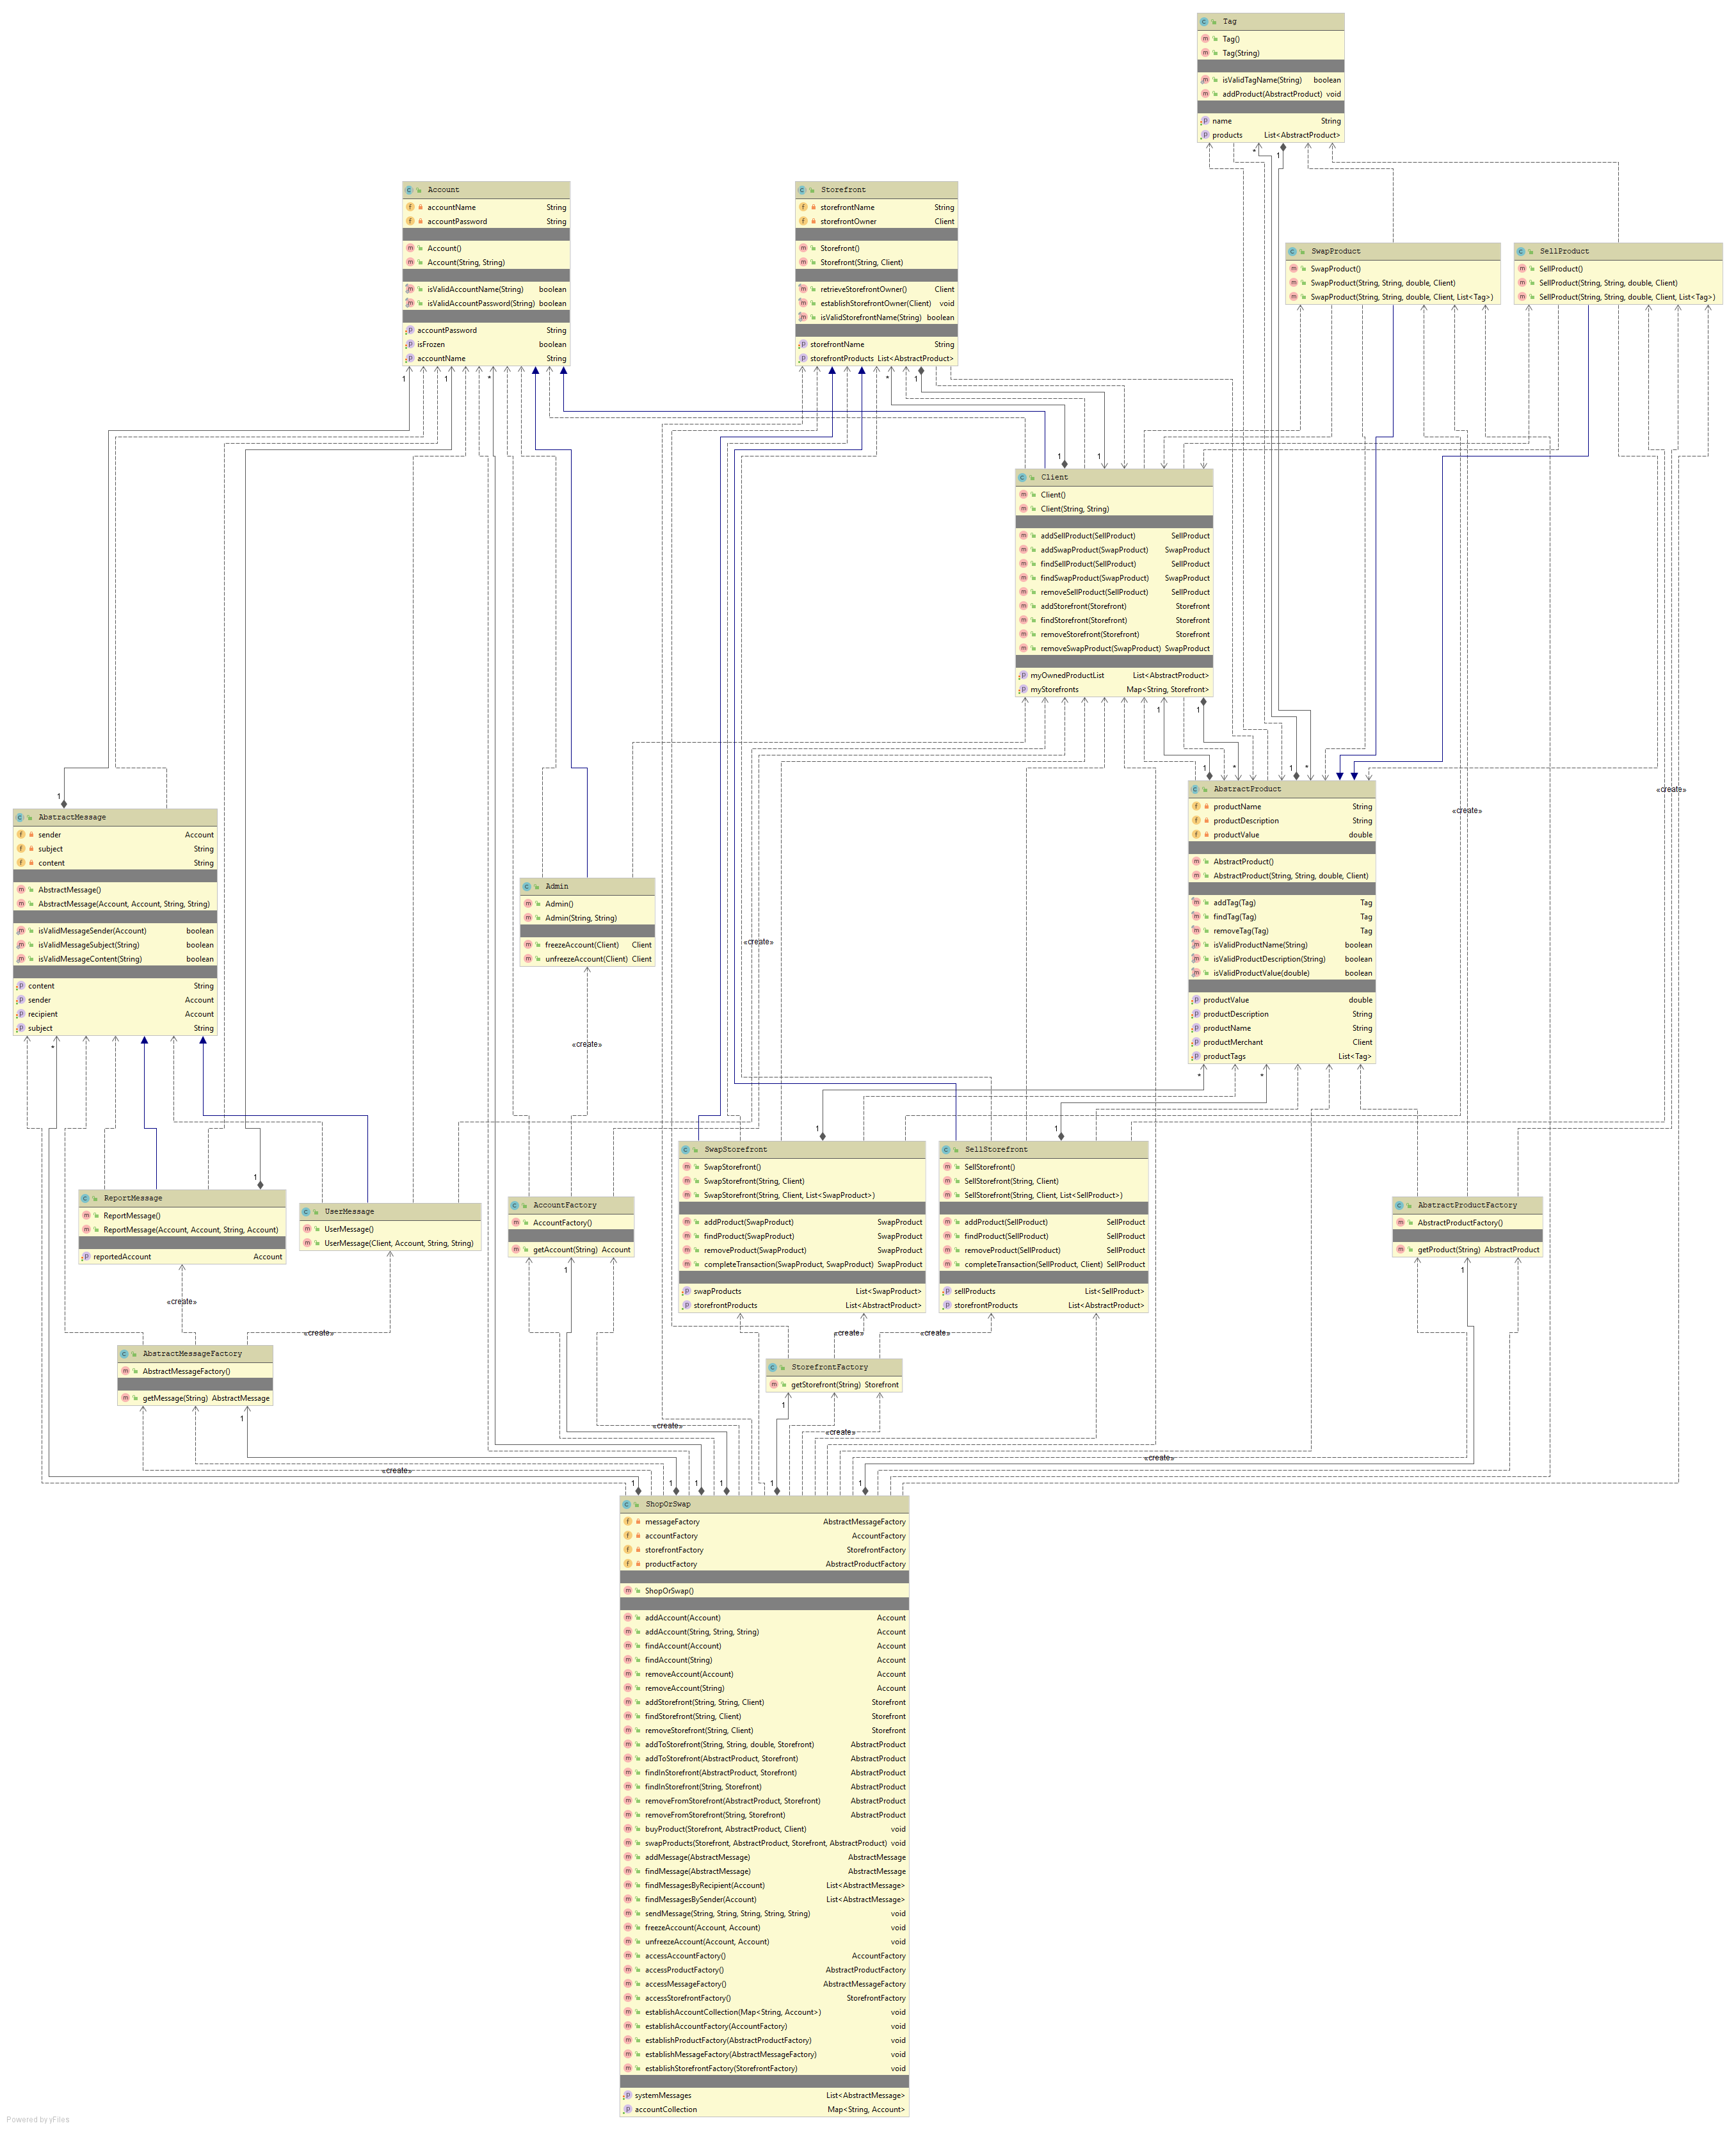 Tag
Tag()
Tag(String)
isValidTagName(String) boolean
addProduct(AbstractProduct) void
name String
products List<AbstractProduct>
Account
accountName String
accountPassword String
Account()
Account(String, String)
isValidAccountName(String) boolean
isValidAccountPassword(String) boolean
accountPassword String
isFrozen boolean
accountName String
Storefront
storefrontName String
storefrontOwner Client
Storefront()
Storefront(String, Client)
retrieveStorefrontOwner() Client
establishStorefrontOwner(Client) void
isValidStorefrontName(String) boolean
storefrontName String
storefrontProducts List<AbstractProduct>
SwapProduct
SwapProduct()
SwapProduct(String, String, double, Client)
SwapProduct(String, String, double, Client, List<Tag>)
SellProduct
SellProduct()
SellProduct(String, String, double, Client)
SellProduct(String, String, double, Client, List<Tag>)
Client
Client()
Client(String, String)
addSellProduct(SellProduct) SellProduct
addSwapProduct(SwapProduct) SwapProduct
findSellProduct(SellProduct) SellProduct
findSwapProduct(SwapProduct) SwapProduct
removeSellProduct(SellProduct) SellProduct
addStorefront(Storefront) Storefront
findStorefront(Storefront) Storefront
removeStorefront(Storefront) Storefront
removeSwapProduct(SwapProduct) SwapProduct
myOwnedProductList List<AbstractProduct>
myStorefronts Map<String, Storefront>
AbstractMessage
sender Account
subject String
content String
AbstractMessage()
AbstractMessage(Account, Account, String, String)
isValidMessageSender(Account) boolean
isValidMessageSubject(String) boolean
isValidMessageContent(String) boolean
content String
sender Account
recipient Account
subject String
Admin
Admin()
Admin(String, String)
freezeAccount(Client) Client
unfreezeAccount(Client) Client
AbstractProduct
productName String
productDescription String
productValue double
AbstractProduct()
AbstractProduct(String, String, double, Client)
addTag(Tag) Tag
findTag(Tag) Tag
removeTag(Tag) Tag
isValidProductName(String) boolean
isValidProductDescription(String) boolean
isValidProductValue(double) boolean
productValue double
productDescription String
productName String
productMerchant Client
productTags List<Tag>
«create»
«create»
«create»
«create»
ReportMessage
ReportMessage()
ReportMessage(Account, Account, String, Account)
reportedAccount Account
UserMessage
UserMessage()
UserMessage(Client, Account, String, String)
AccountFactory
AccountFactory()
getAccount(String) Account
SwapStorefront
SwapStorefront()
SwapStorefront(String, Client)
SwapStorefront(String, Client, List<SwapProduct>)
addProduct(SwapProduct) SwapProduct
findProduct(SwapProduct) SwapProduct
removeProduct(SwapProduct) SwapProduct
completeTransaction(SwapProduct, SwapProduct) SwapProduct
swapProducts List<SwapProduct>
storefrontProducts List<AbstractProduct>
SellStorefront
SellStorefront()
SellStorefront(String, Client)
SellStorefront(String, Client, List<SellProduct>)
addProduct(SellProduct) SellProduct
findProduct(SellProduct) SellProduct
removeProduct(SellProduct) SellProduct
completeTransaction(SellProduct, Client) SellProduct
sellProducts List<SellProduct>
storefrontProducts List<AbstractProduct>
AbstractProductFactory
AbstractProductFactory()
getProduct(String) AbstractProduct
«create»
«create»
«create»
«create»
AbstractMessageFactory
AbstractMessageFactory()
getMessage(String) AbstractMessage
StorefrontFactory
getStorefront(String) Storefront
«create»
«create»
«create»
«create»
ShopOrSwap
messageFactory AbstractMessageFactory
accountFactory AccountFactory
storefrontFactory StorefrontFactory
productFactory AbstractProductFactory
ShopOrSwap()
addAccount(Account) Account
addAccount(String, String, String) Account
findAccount(Account) Account
findAccount(String) Account
removeAccount(Account) Account
removeAccount(String) Account
addStorefront(String, String, Client) Storefront
findStorefront(String, Client) Storefront
removeStorefront(String, Client) Storefront
addToStorefront(String, String, double, Storefront) AbstractProduct
addToStorefront(AbstractProduct, Storefront) AbstractProduct
findInStorefront(AbstractProduct, Storefront) AbstractProduct
findInStorefront(String, Storefront) AbstractProduct
removeFromStorefront(AbstractProduct, Storefront) AbstractProduct
removeFromStorefront(String, Storefront) AbstractProduct
buyProduct(Storefront, AbstractProduct, Client) void
swapProducts(Storefront, AbstractProduct, Storefront, AbstractProduct) void
addMessage(AbstractMessage) AbstractMessage
findMessage(AbstractMessage) AbstractMessage
findMessagesByRecipient(Account) List<AbstractMessage>
findMessagesBySender(Account) List<AbstractMessage>
sendMessage(String, String, String, String, String) void
freezeAccount(Account, Account) void
unfreezeAccount(Account, Account) void
accessAccountFactory() AccountFactory
accessProductFactory() AbstractProductFactory
accessMessageFactory() AbstractMessageFactory
accessStorefrontFactory() StorefrontFactory
establishAccountCollection(Map<String, Account>) void
establishAccountFactory(AccountFactory) void
establishProductFactory(AbstractProductFactory) void
establishMessageFactory(AbstractMessageFactory) void
establishStorefrontFactory(StorefrontFactory) void
systemMessages List<AbstractMessage>
accountCollection Map<String, Account>
Powered by yFiles